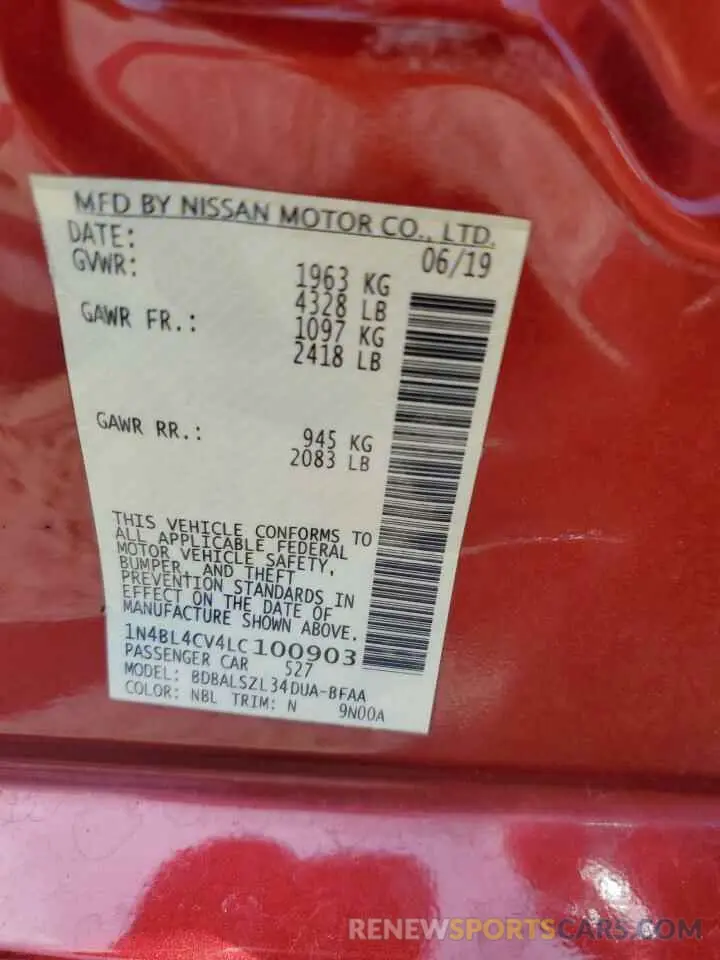 MFD BY NISSAN MOTOR CO., LTD.
DATE: 06/19
GVWR: 1963 KG
4328 LB
GAWR FR.: 1097 KG
2418 LB
GAWR RR.: 945 KG
2083 LB
THIS VEHICLE CONFORMS TO
ALL APPLICABLE FEDERAL
MOTOR VEHICLE SAFETY,
BUMPER, AND THEFT
PREVENTION STANDARDS IN
EFFECT ON THE DATE OF
MANUFACTURE SHOWN ABOVE.
1N4BL4CV4LC100903
PASSENGER CAR 527
MODEL: BDBALSZL34DUA-BFAA
COLOR: NBL TRIM: N 9N00A
RENEWSPORTSCARS.COM